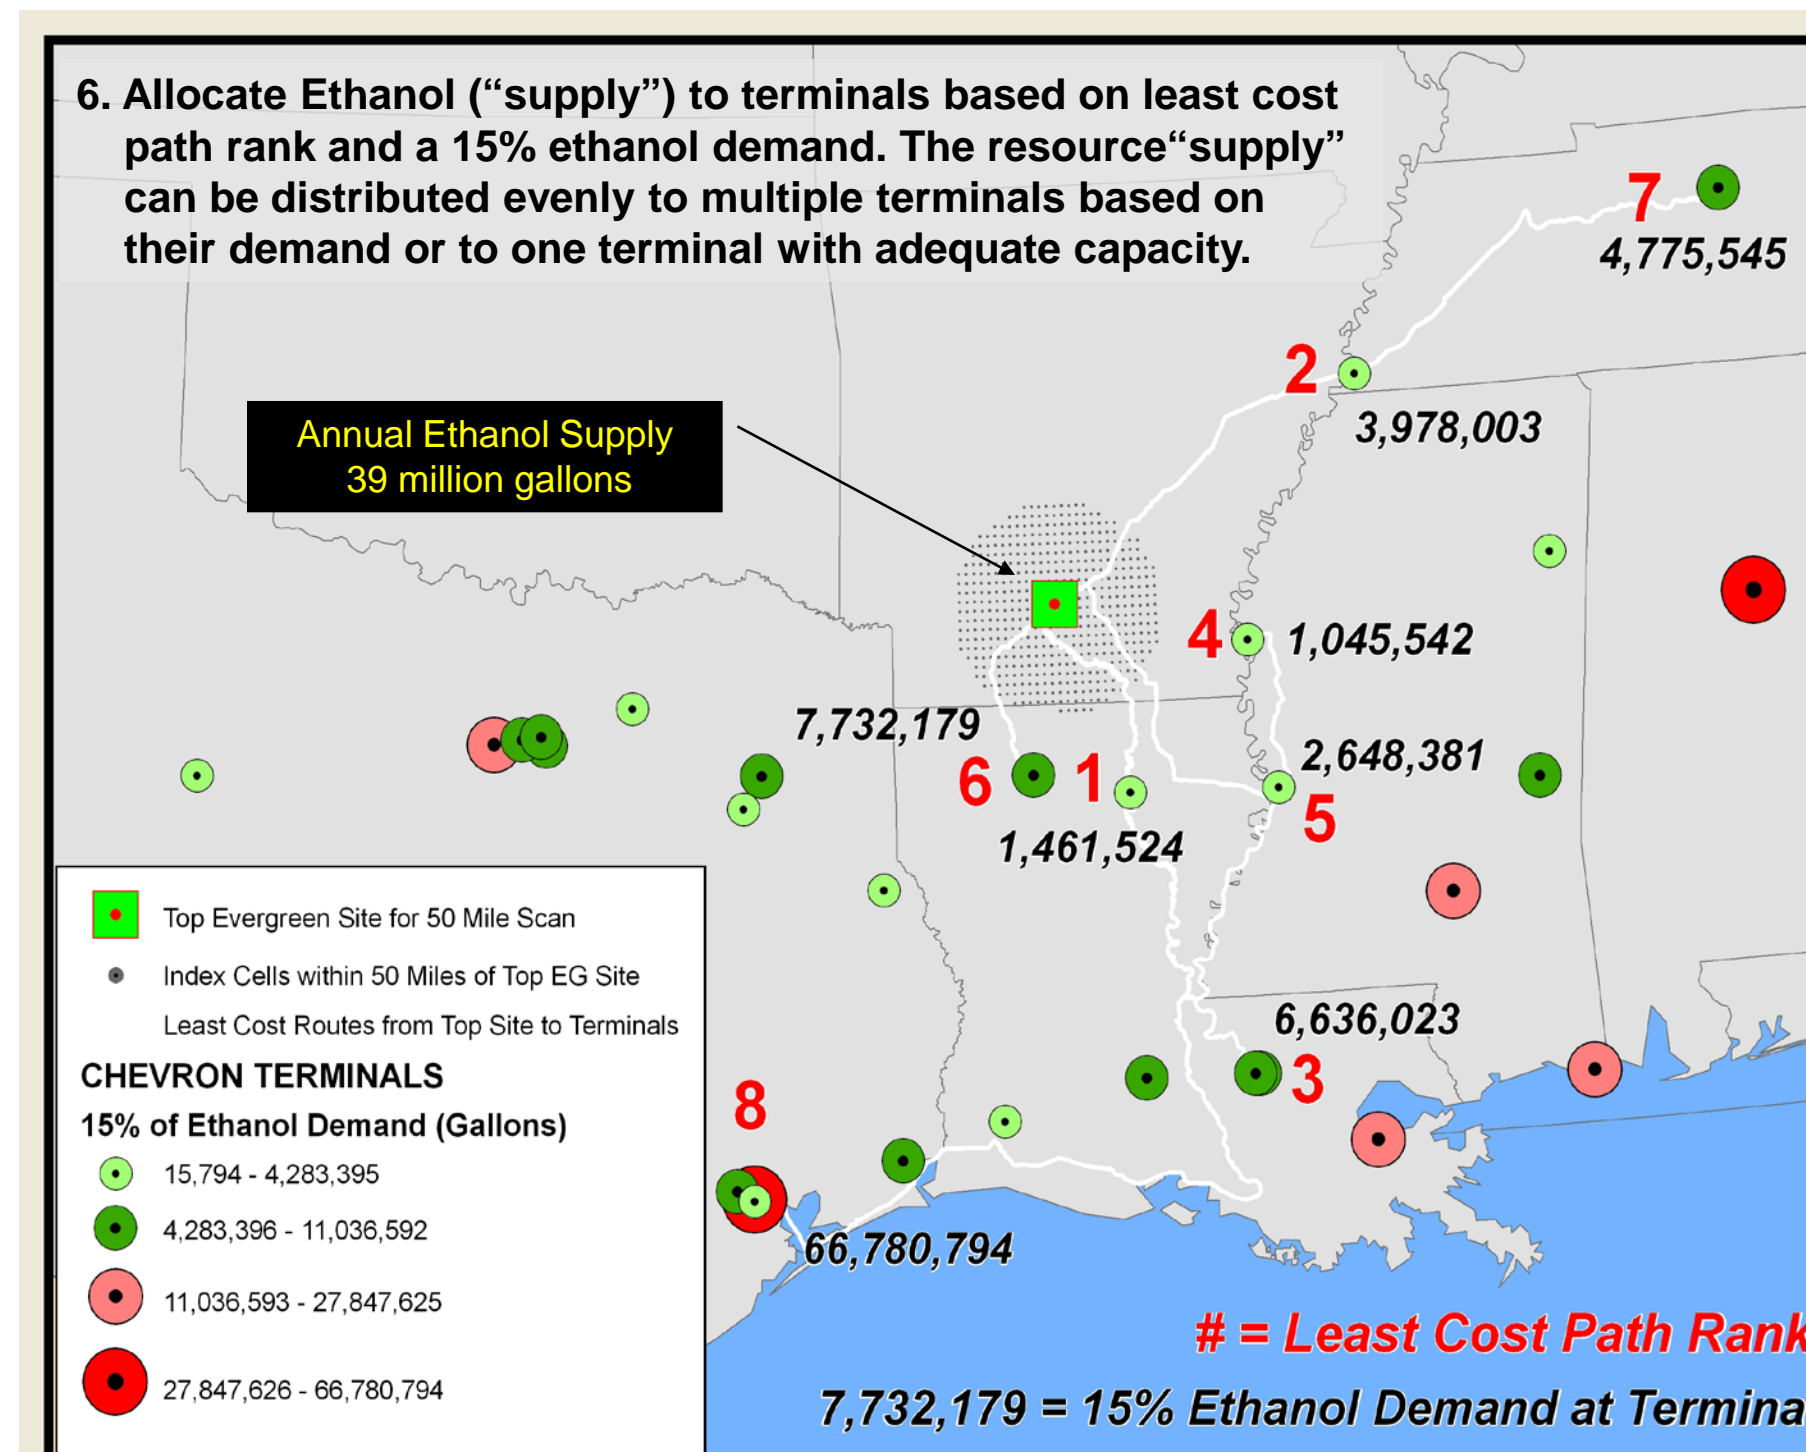 6. Allocate Ethanol (“supply”) to terminals based on least cost
path rank and a 15% ethanol demand. The resource“supply”
can be distributed evenly to multiple terminals based on
their demand or to one terminal with adequate capacity.
7
4,775,545
2
3,978,003
Annual Ethanol Supply
39 million gallons
4
1,045,542
7,732,179
2,648,381
6
1
5
1,461,524
Top Evergreen Site for 50 Mile Scan
Index Cells within 50 Miles of Top EG Site
Least Cost Routes from Top Site to Terminals
6,636,023
3
CHEVRON TERMINALS
15% of Ethanol Demand (Gallons)
8
15,794 - 4,283,395
4,283,396 - 11,036,592
66,780,794
11,036,593 - 27,847,625
27,847,626 - 66,780,794
# = Least Cost Path Rank
7,732,179 = 15% Ethanol Demand at Termina